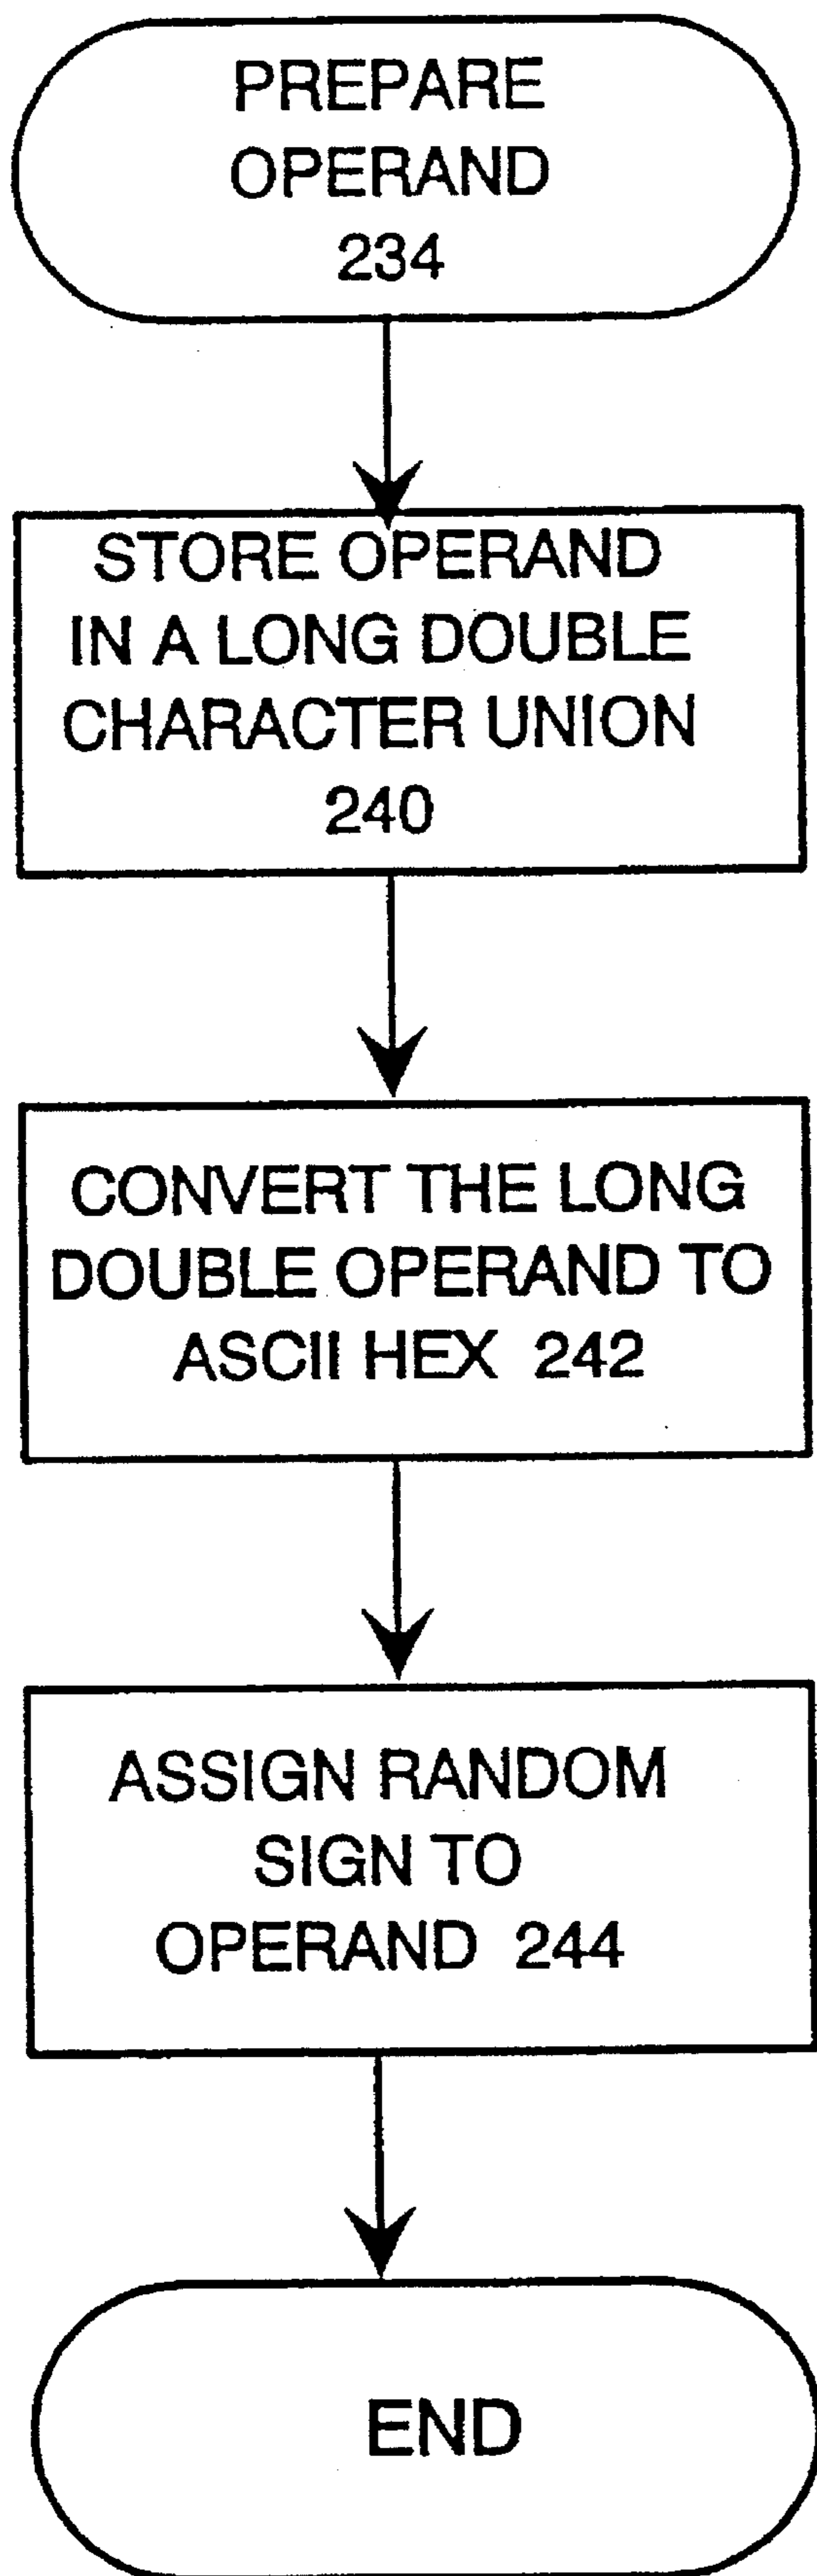 PREPARE
OPERAND
234
STORE OPERAND
IN A LONG DOUBLE
CHARACTER UNION
240
CONVERT THE LONG
DOUBLE OPERAND TO
ASCII HEX 242
ASSIGN RANDOM
SIGN TO
OPERAND 244
END